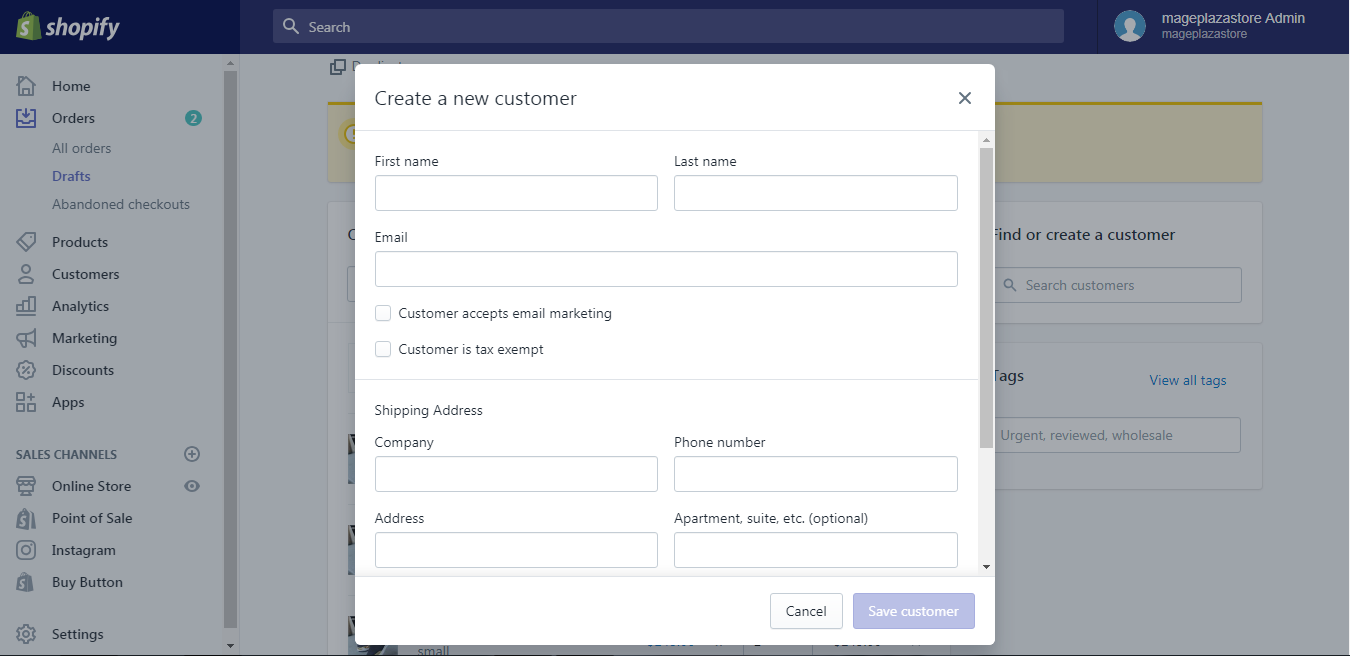 shopify
Search
mageplazastore Admin
mageplazastore
Home
Orders
2
All orders
Drafts
Abandoned checkouts
Products
Customers
Analytics
Marketing
Discounts
Apps
SALES CHANNELS
Online Store
Point of Sale
Instagram
Buy Button
Settings
Create a new customer
First name
Last name
Email
Customer accepts email marketing
Customer is tax exempt
Shipping Address
Company
Phone number
Address
Apartment, suite, etc. (optional)
Cancel
Save customer
Find or create a customer
Search customers
Tags
View all tags
Urgent, reviewed, wholesale
small